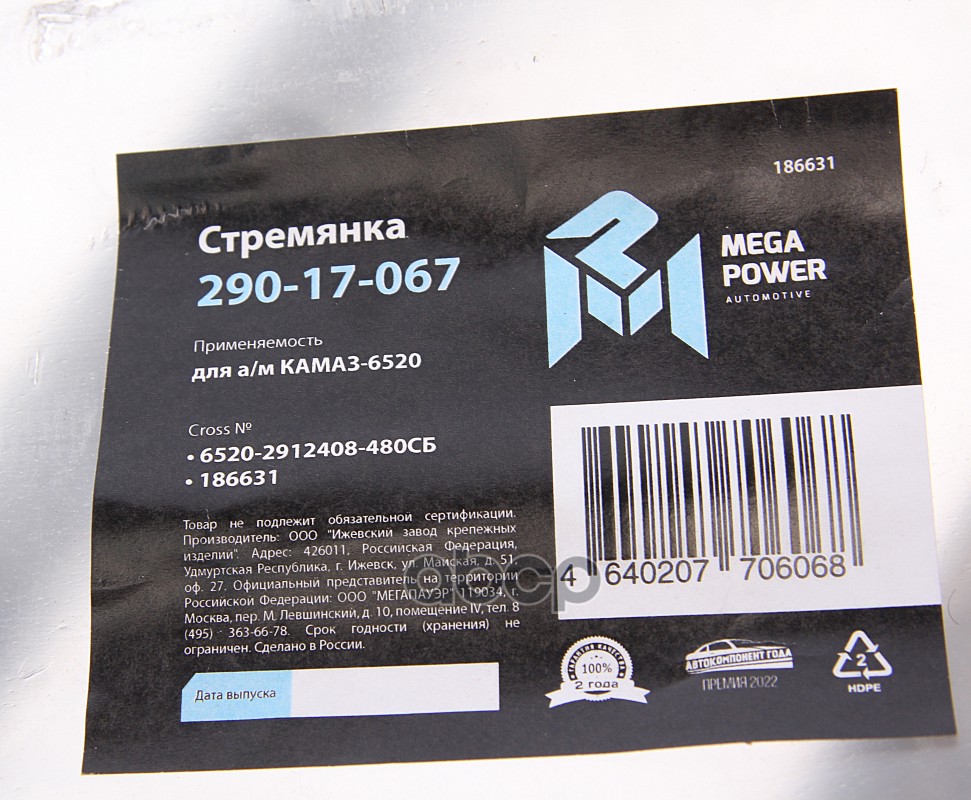 186631
Стремянка
290-17-067
MEGA
POWER
AUTOMOTIVE
Применяемость
для а/м КАМАЗ-6520
Cross №
• 6520-2912408-480СБ
• 186631
Товар не подлежит обязательной сертификации.
Производитель: ООО "Ижевский завод крепежных
изделий". Адрес: 426011, Российская Федерация,
Удмуртская Республика, г. Ижевск, ул. Майская, д. 51,
оф. 27. Официальный представитель на территории
Российской Федерации: ООО "МЕГАПАУЭР", 119034, г.
Москва, пер. М. Левшинский, д. 10, помещение IV, тел. 8
(495) 363-66-78. Срок годности (хранения) не
ограничен. Сделано в России.
Дата выпуска
4 640207 706068
abcp
ГАРАНТИЯ КАЧЕСТВА
100%
2 года
АВТОКОМПОНЕНТ ГОДА
ПРЕМИЯ 2022
2
HDPE